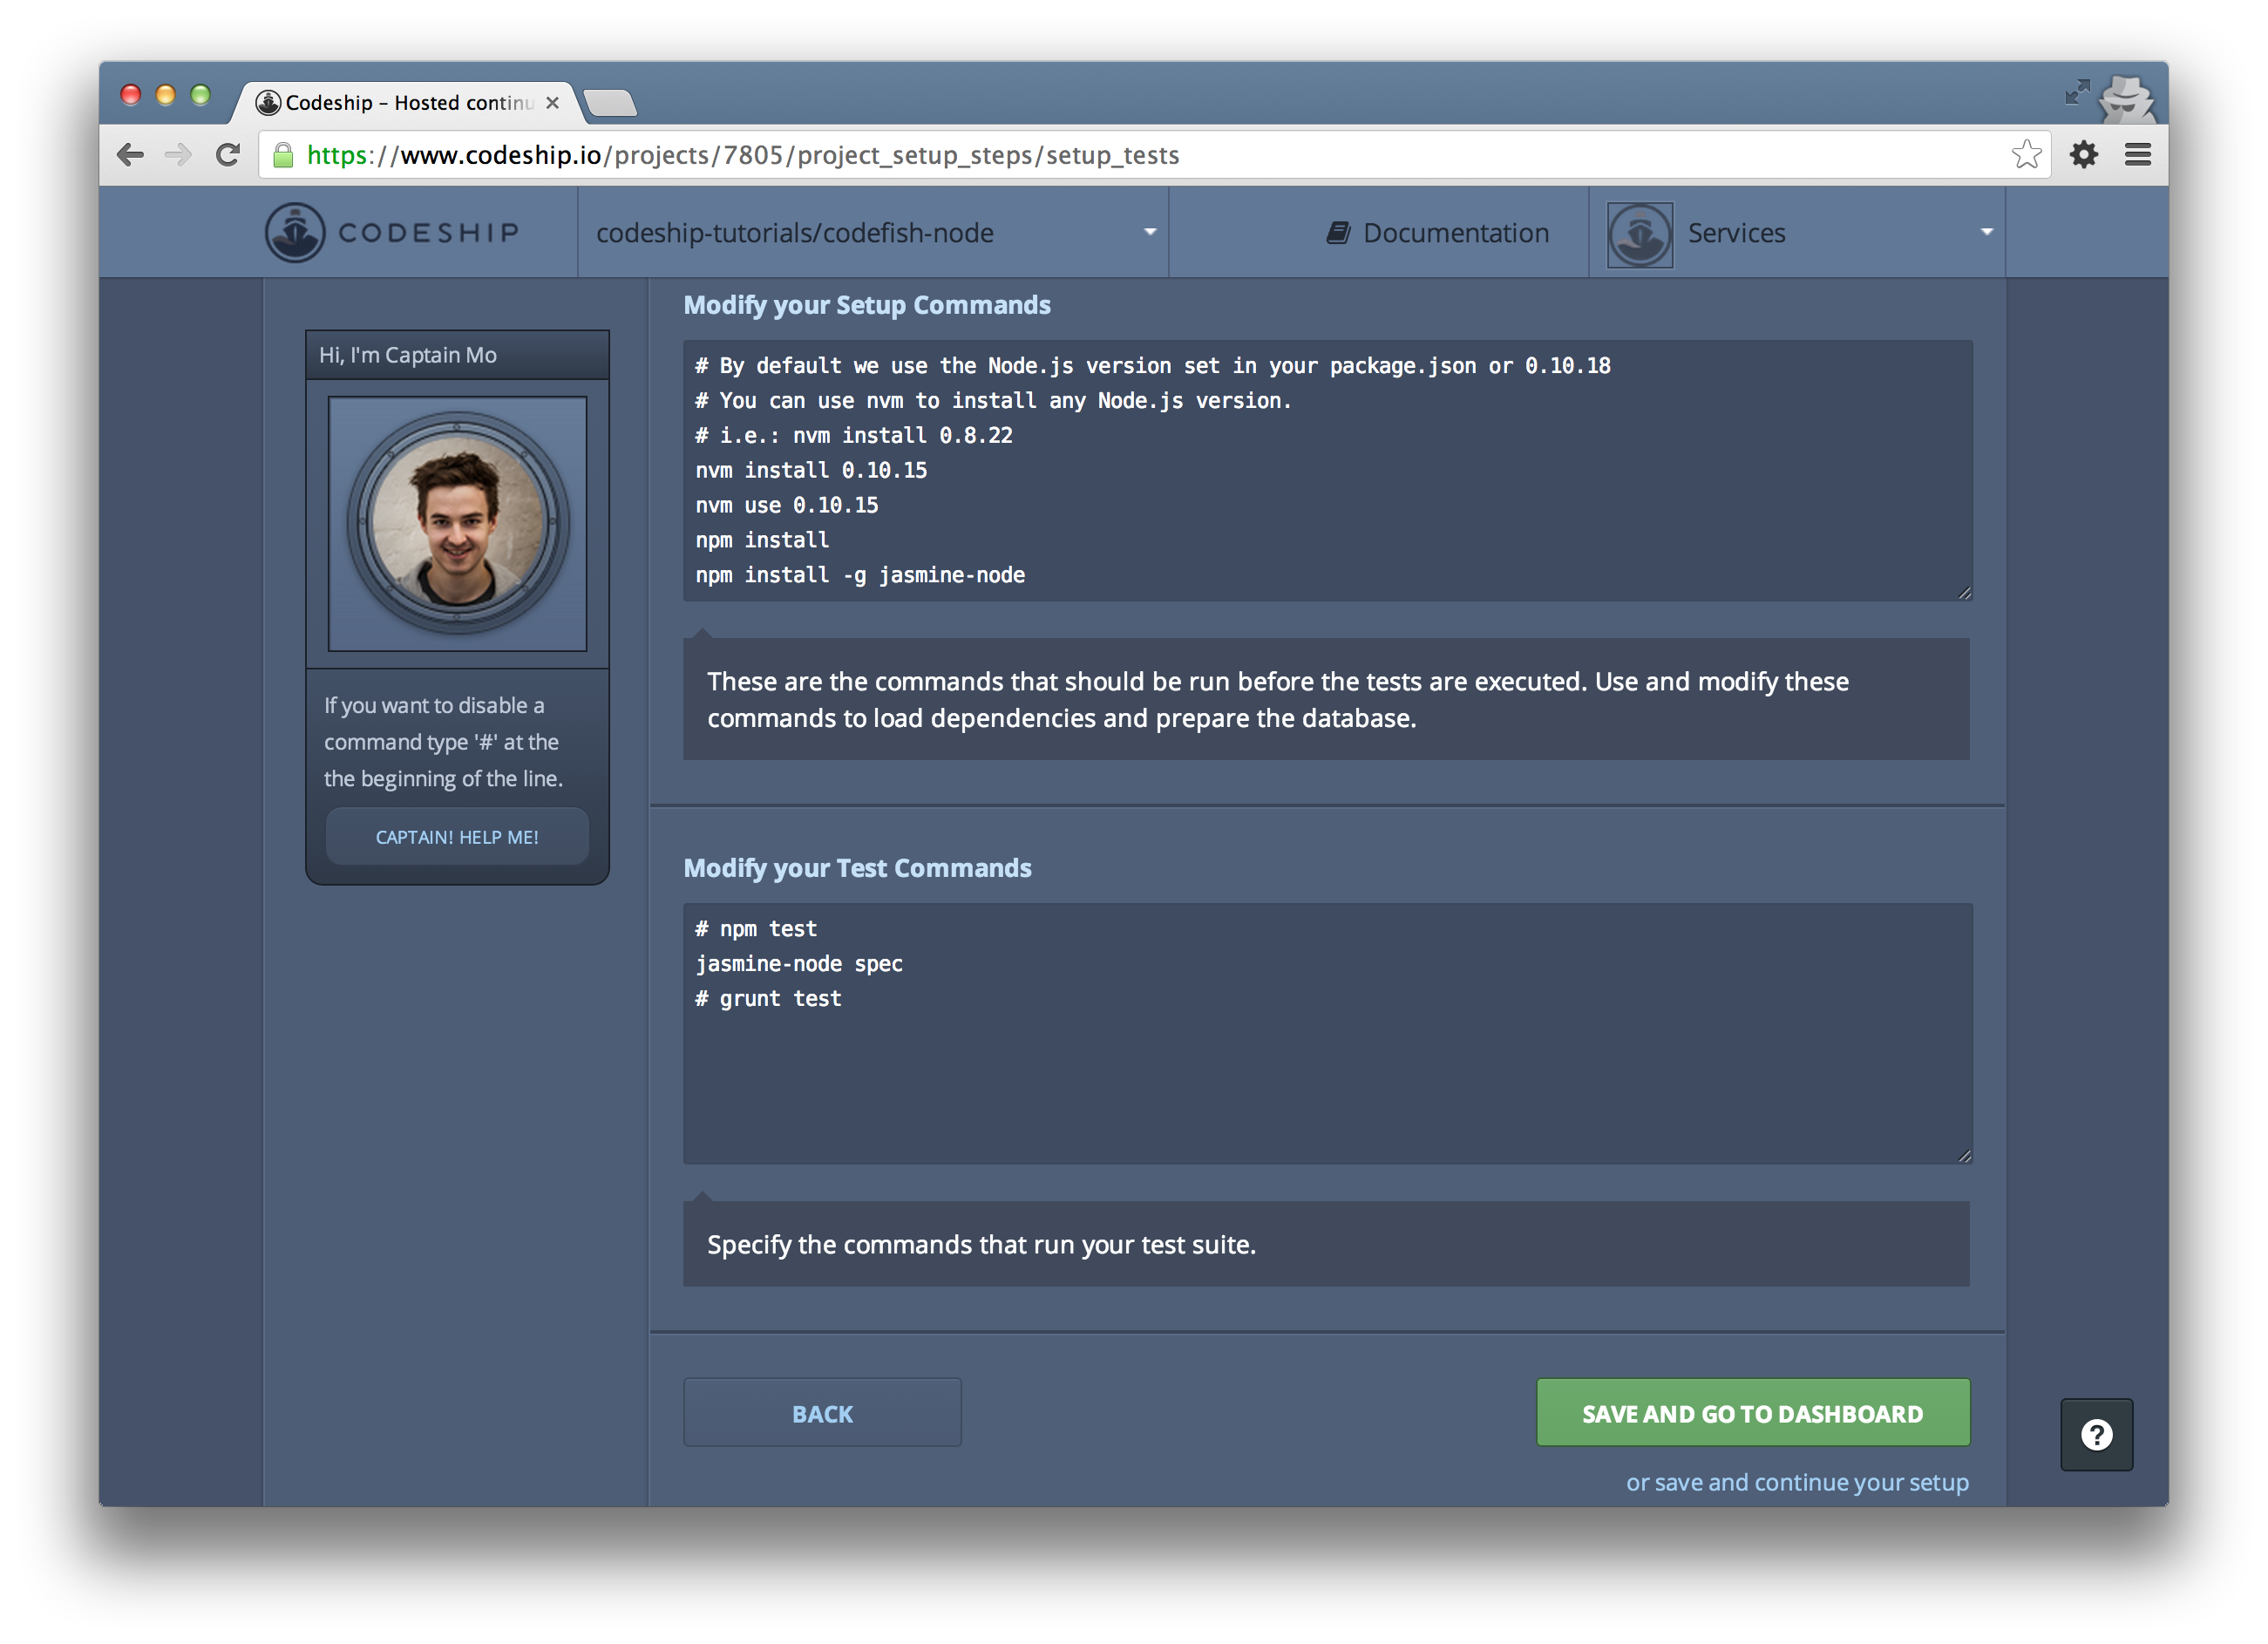 Codeship – Hosted continu
https://www.codeship.io/projects/7805/project_setup_steps/setup_tests
CODESHIP
codeship-tutorials/codefish-node
Documentation
Services
Hi, I'm Captain Mo
If you want to disable a
command type '#' at the
the beginning of the line.
CAPTAIN! HELP ME!
Modify your Setup Commands
# By default we use the Node.js version set in your package.json or 0.10.18
# You can use nvm to install any Node.js version.
# i.e.: nvm install 0.8.22
nvm install 0.10.15
nvm use 0.10.15
npm install
npm install -g jasmine-node
These are the commands that should be run before the tests are executed. Use and modify these
commands to load dependencies and prepare the database.
Modify your Test Commands
# npm test
jasmine-node spec
# grunt test
Specify the commands that run your test suite.
BACK
SAVE AND GO TO DASHBOARD
or save and continue your setup
?